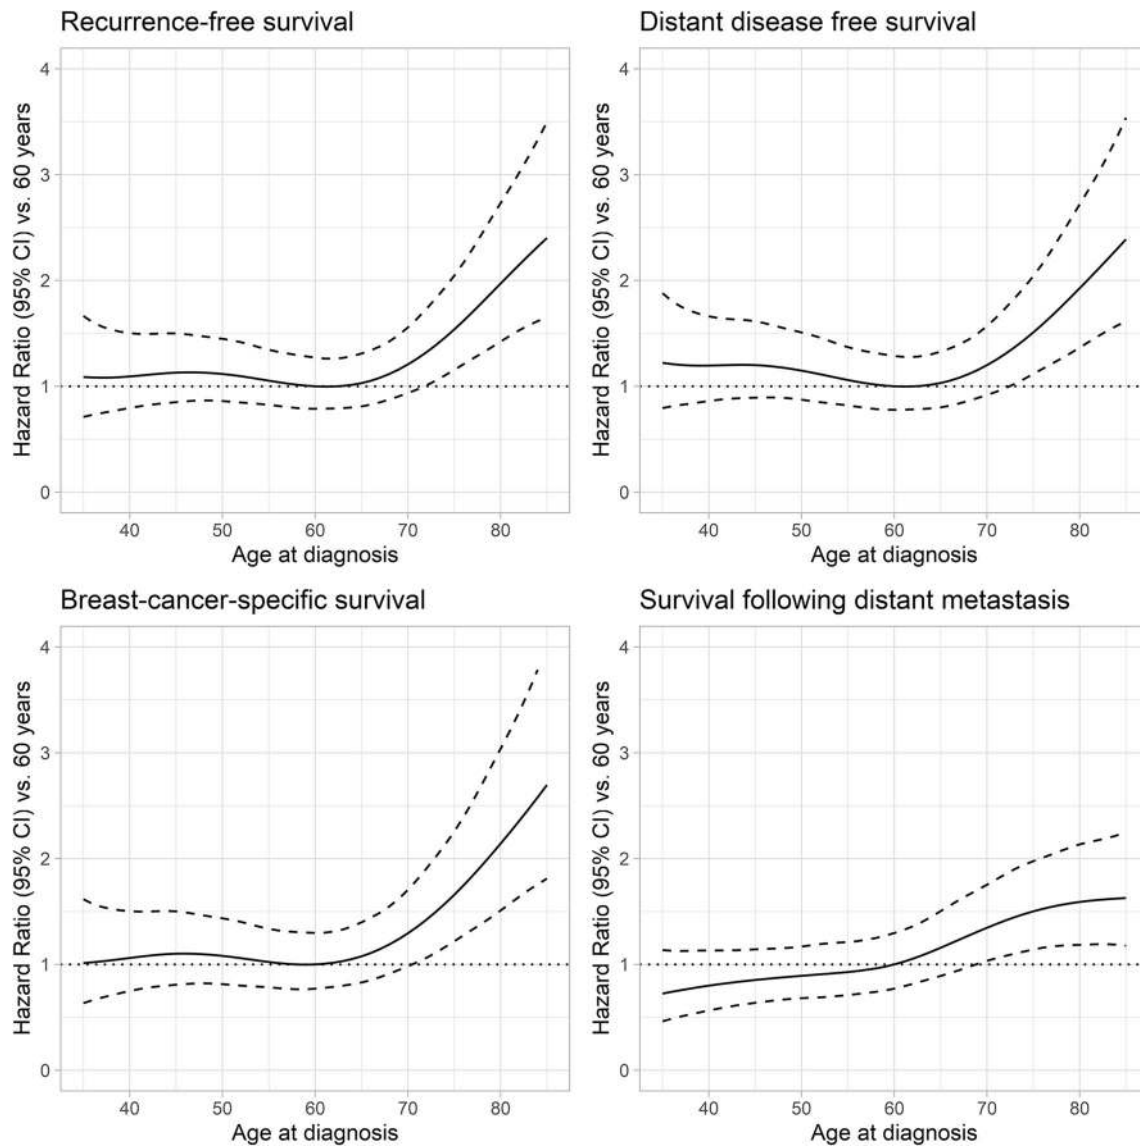 Recurrence-free survival
Hazard Ratio (95% CI) vs. 60 years
4
3
2
1
0
40 50 60 70 80
Age at diagnosis
Distant disease free survival
Hazard Ratio (95% CI) vs. 60 years
4
3
2
1
0
40 50 60 70 80
Age at diagnosis
Breast-cancer-specific survival
Hazard Ratio (95% CI) vs. 60 years
4
3
2
1
0
40 50 60 70 80
Age at diagnosis
Survival following distant metastasis
Hazard Ratio (95% CI) vs. 60 years
4
3
2
1
0
40 50 60 70 80
Age at diagnosis